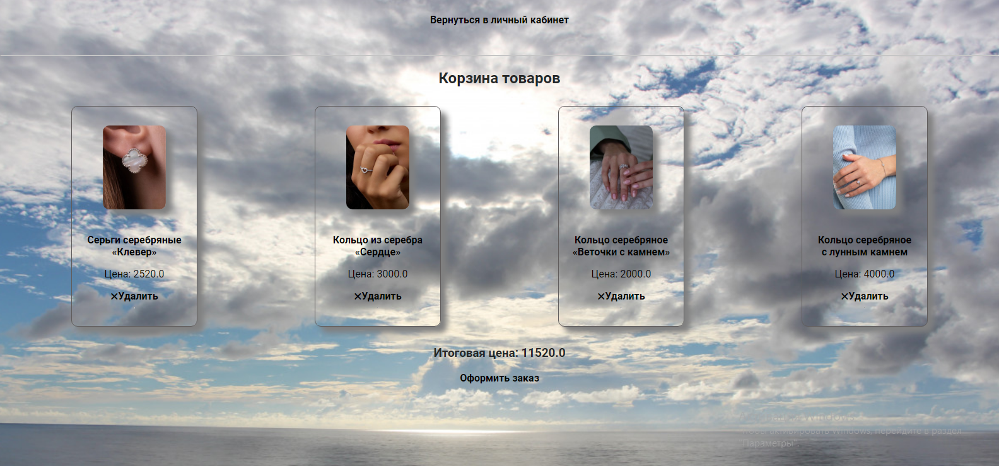 Вернуться в личный кабинет
Корзина товаров
Серьги серебряные
«Клевер»
Цена: 2520.0
✕Удалить
Кольцо из серебра
«Сердце»
Цена: 3000.0
✕Удалить
Кольцо серебряное
«Веточки с камнем»
Цена: 2000.0
✕Удалить
Кольцо серебряное
с лунным камнем
Цена: 4000.0
✕Удалить
Итоговая цена: 11520.0
Оформить заказ
Windows
активировать Windows, перейдите в раздел
"Параметры".